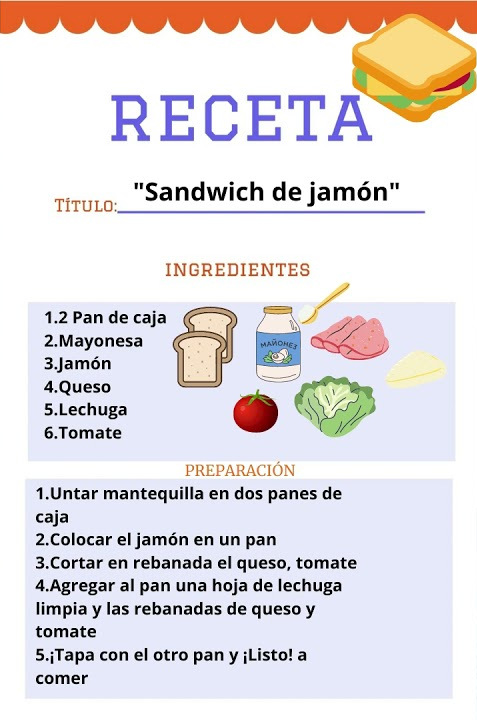 RECETA
TÍTULO: "Sandwich de jamón"
INGREDIENTES
1.2 Pan de caja
2.Mayonesa
3.Jamón
4.Queso
5.Lechuga
6.Tomate
MAÑONES
PREPARACIÓN
1.Untar mantequilla en dos panes de
caja
2.Colocar el jamón en un pan
3.Cortar en rebanada el queso, tomate
4.Agregar al pan una hoja de lechuga
limpia y las rebanadas de queso y
tomate
5.¡Tapa con el otro pan y ¡Listo! a
comer